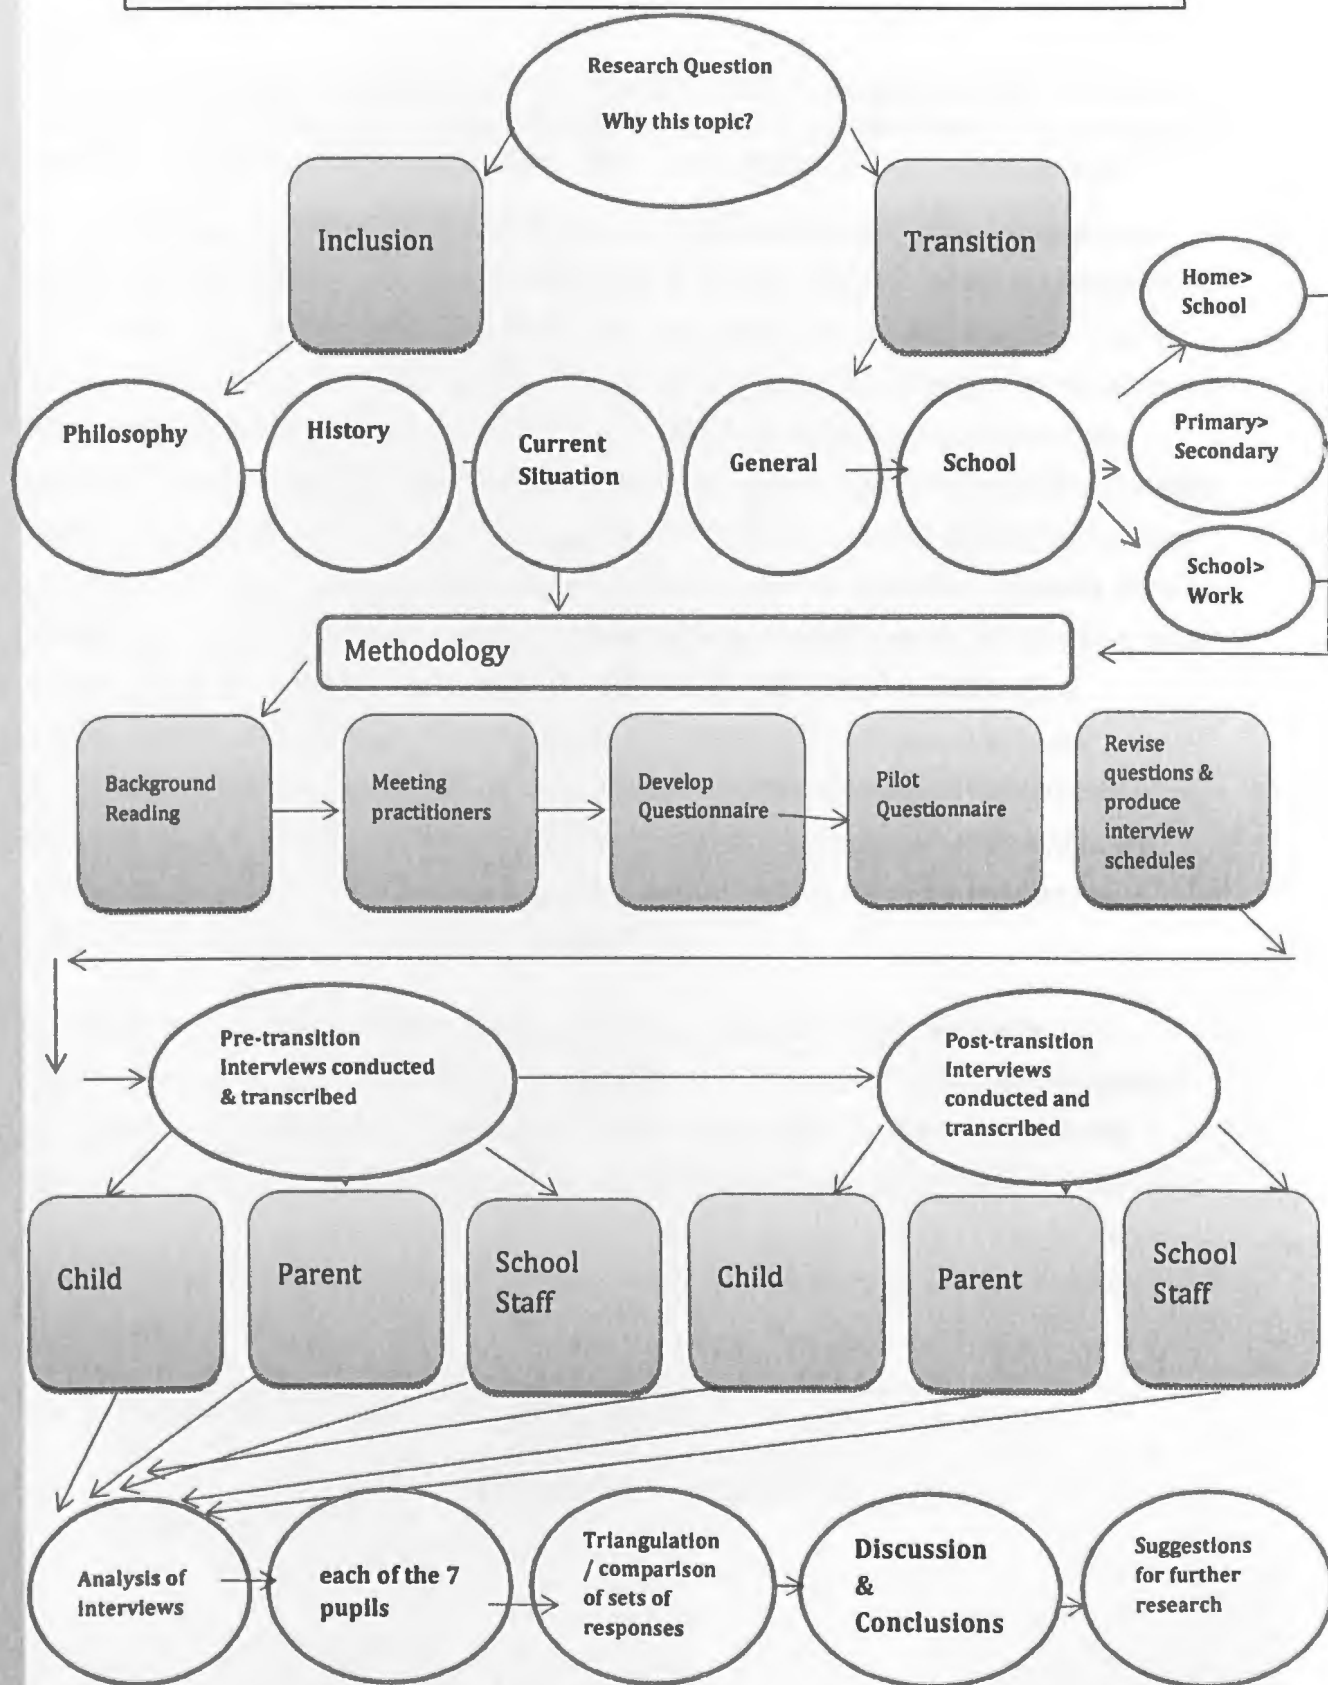 Research Question
Why this topic?
Inclusion
Transition
Home>
School
Philosophy
History
Current
Situation
General
School
Primary>
Secondary
School>
Work
Methodology
Background
Reading
Meeting
practitioners
Develop
Questionnaire
Pilot
Questionnaire
Revise
questions &
produce
interview
schedules
Pre-transition
Interviews conducted
& transcribed
Post-transition
Interviews
conducted and
transcribed
Child
Parent
School
Staff
Child
Parent
School
Staff
Analysis of
interviews
each of the 7
pupils
Triangulation
/ comparison
of sets of
responses
Discussion
&
Conclusions
Suggestions
for further
research